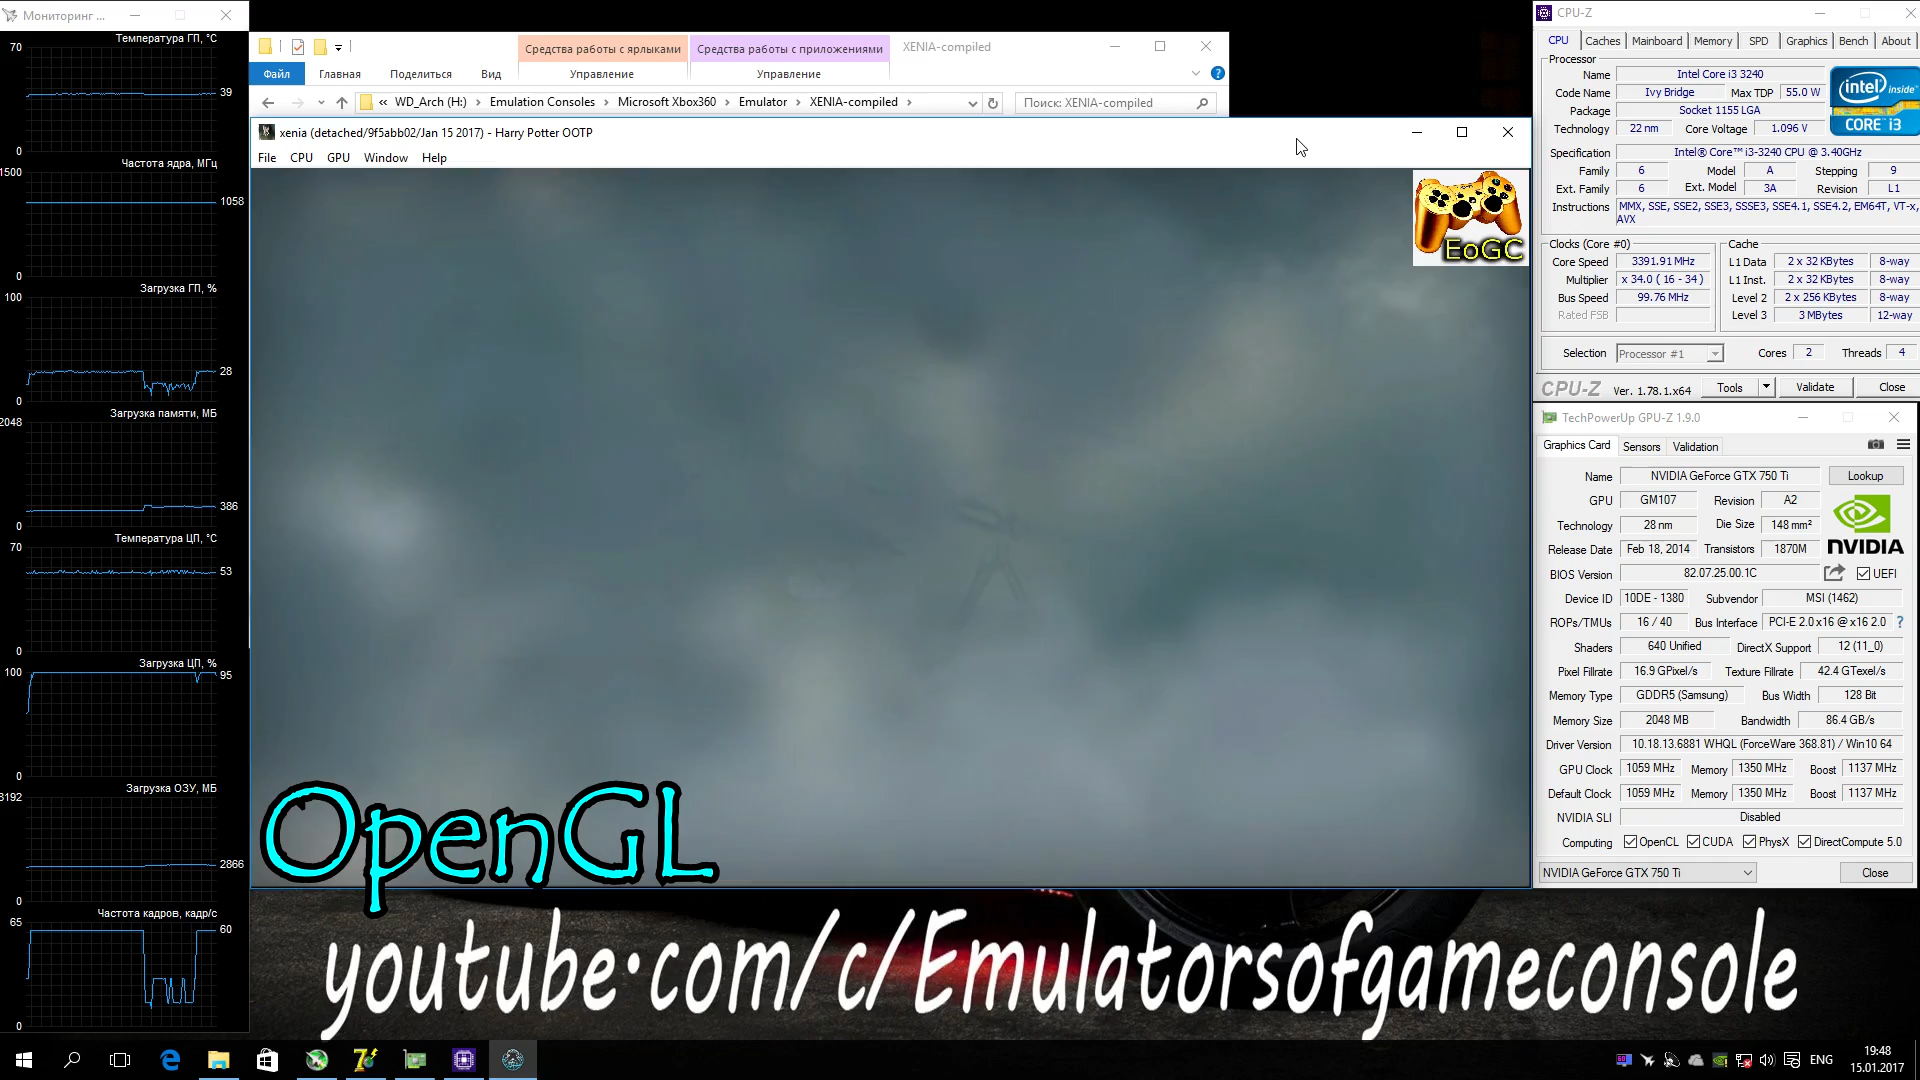 Мониторинг ...
Температура ГП, °C
70
39
0
Частота ядра, МГц
1500
1058
0
Загрузка ГП, %
100
28
0
Загрузка памяти, МБ
2048
386
0
Температура ЦП, °C
70
53
0
Загрузка ЦП, %
100
95
0
Загрузка ОЗУ, МБ
8192
2866
0
Частота кадров, кадр/с
65
60
0
Средства работы с ярлыками
Средства работы с приложениями
XENIA-compiled
Файл
Главная
Поделиться
Вид
Управление
Управление
« WD_Arch (H:) › Emulation Consoles › Microsoft Xbox360 › Emulator › XENIA-compiled ›
Поиск: XENIA-compiled
xenia (detached/9f5abb02/Jan 15 2017) - Harry Potter OOTP
File CPU GPU Window Help
EoGC
OpenGL
youtube.com/c/Emulatorsofgameconsole
CPU-Z
CPU Caches Mainboard Memory SPD Graphics Bench About
Processor
Name Intel Core i3 3240
Code Name Ivy Bridge Max TDP 55.0 W
Package Socket 1155 LGA
Technology 22 nm Core Voltage 1.096 V
intel inside™
CORE i3
Specification Intel® Core™ i3-3240 CPU @ 3.40GHz
Family 6 Model A Stepping 9
Ext. Family 6 Ext. Model 3A Revision L1
Instructions MMX, SSE, SSE2, SSE3, SSSE3, SSE4.1, SSE4.2, EM64T, VT-x,
AVX
Clocks (Core #0)
Core Speed 3391.91 MHz
Multiplier x 34.0 ( 16 - 34 )
Bus Speed 99.76 MHz
Rated FSB
Cache
L1 Data 2 x 32 KBytes 8-way
L1 Inst. 2 x 32 KBytes 8-way
Level 2 2 x 256 KBytes 8-way
Level 3 3 MBytes 12-way
Selection Processor #1 Cores 2 Threads 4
CPU-Z Ver. 1.78.1.x64 Tools Validate Close
TechPowerUp GPU-Z 1.9.0
Graphics Card Sensors Validation
Name NVIDIA GeForce GTX 750 Ti Lookup
GPU GM107 Revision A2
Technology 28 nm Die Size 148 mm²
Release Date Feb 18, 2014 Transistors 1870M
NVIDIA
BIOS Version 82.07.25.00.1C UEFI
Device ID 10DE - 1380 Subvendor MSI (1462)
ROPs/TMUs 16 / 40 Bus Interface PCI-E 2.0 x16 @ x16 2.0 ?
Shaders 640 Unified DirectX Support 12 (11_0)
Pixel Fillrate 16.9 GPixel/s Texture Fillrate 42.4 GTexel/s
Memory Type GDDR5 (Samsung) Bus Width 128 Bit
Memory Size 2048 MB Bandwidth 86.4 GB/s
Driver Version 10.18.13.6881 WHQL (ForceWare 368.81) / Win10 64
GPU Clock 1059 MHz Memory 1350 MHz Boost 1137 MHz
Default Clock 1059 MHz Memory 1350 MHz Boost 1137 MHz
NVIDIA SLI Disabled
Computing OpenCL CUDA PhysX DirectCompute 5.0
NVIDIA GeForce GTX 750 Ti Close
ENG
19:48
15.01.2017